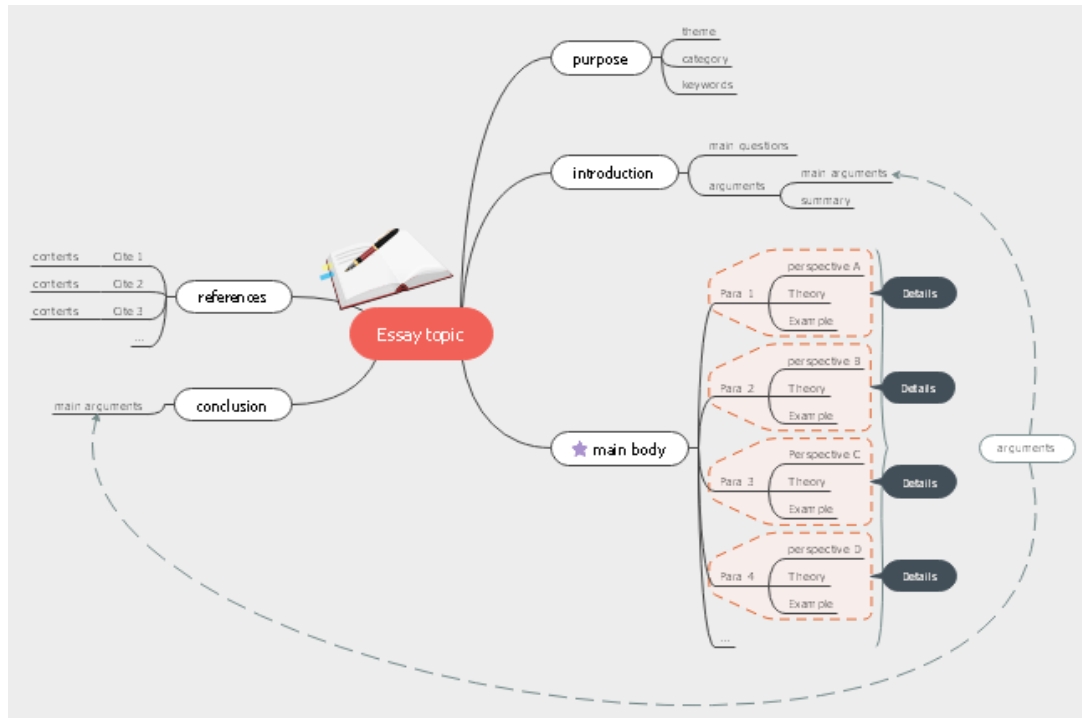 purpose
theme
category
keywords
introduction
main questions
arguments
main arguments
summary
Essay topic
references
contents Cite 1
contents Cite 2
contents Cite 3
...
conclusion
main arguments
main body
Para 1
perspective A
Theory
Example
Details
Para 2
perspective B
Theory
Example
Details
Para 3
Perspective C
Theory
Example
Details
Para 4
perspective D
Theory
Example
Details
...
arguments